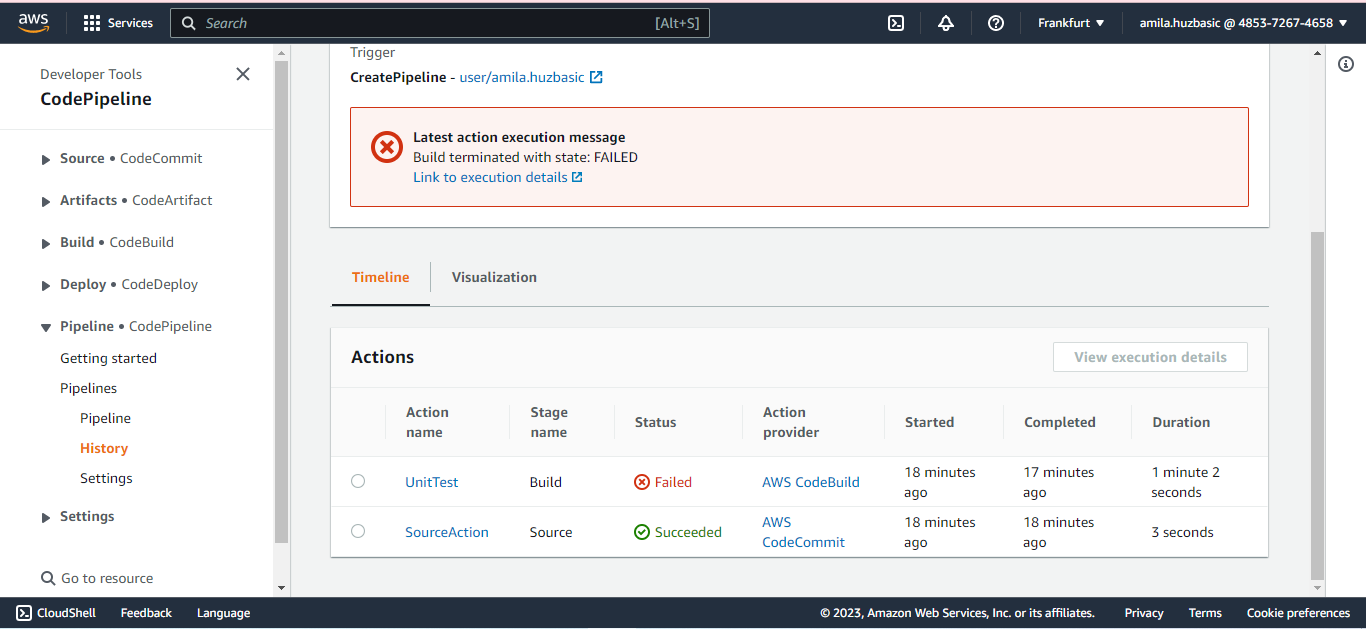 aws
Services
Search
[Alt+S]
Frankfurt
amila.huzbasic @ 4853-7267-4658
Developer Tools
CodePipeline
Source • CodeCommit
Artifacts • CodeArtifact
Build • CodeBuild
Deploy • CodeDeploy
Pipeline • CodePipeline
Getting started
Pipelines
Pipeline
History
Settings
Settings
Go to resource
Trigger
CreatePipeline - user/amila.huzbasic
Latest action execution message
Build terminated with state: FAILED
Link to execution details
Timeline
Visualization
Actions
View execution details
Action
name
Stage
name
Status
Action
provider
Started
Completed
Duration
UnitTest
Build
Failed
AWS CodeBuild
18 minutes
ago
17 minutes
ago
1 minute 2
seconds
SourceAction
Source
Succeeded
AWS
CodeCommit
18 minutes
ago
18 minutes
ago
3 seconds
CloudShell
Feedback
Language
© 2023, Amazon Web Services, Inc. or its affiliates.
Privacy
Terms
Cookie preferences